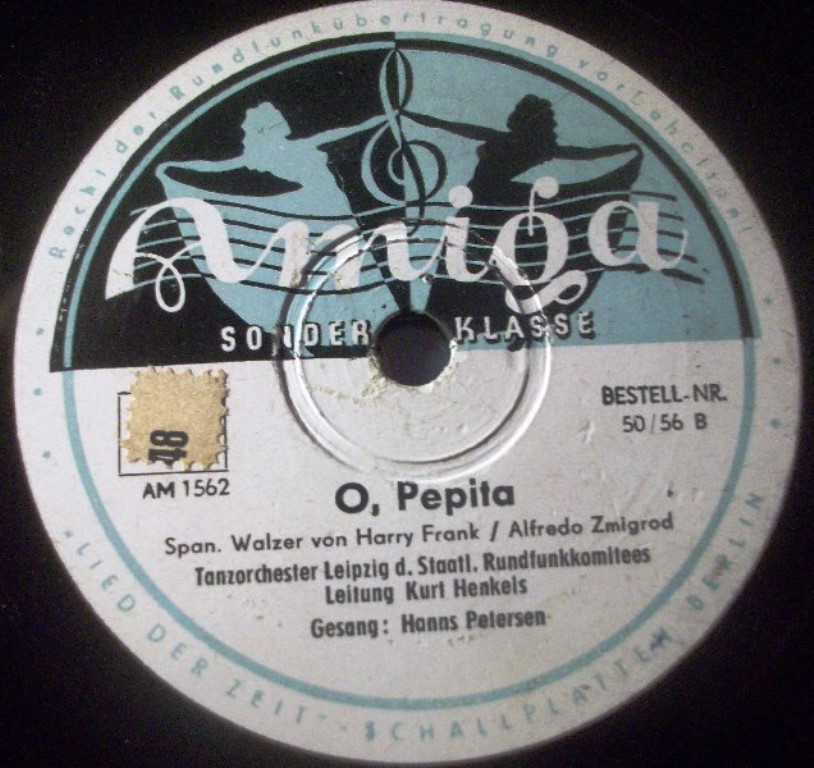 Recht der Rundfunkübertragung vorbehalten!
Amiga
SONDER KLASSE
BESTELL-NR.
50/56 B
48
AM 1562
O, Pepita
Span. Walzer von Harry Frank / Alfredo Zmigrod
Tanzorchester Leipzig d. Staatl. Rundfunkkomitees
Leitung Kurt Henkels
Gesang: Hanns Petersen
"LIED DER ZEIT" - SCHALLPLATTEN BERLIN